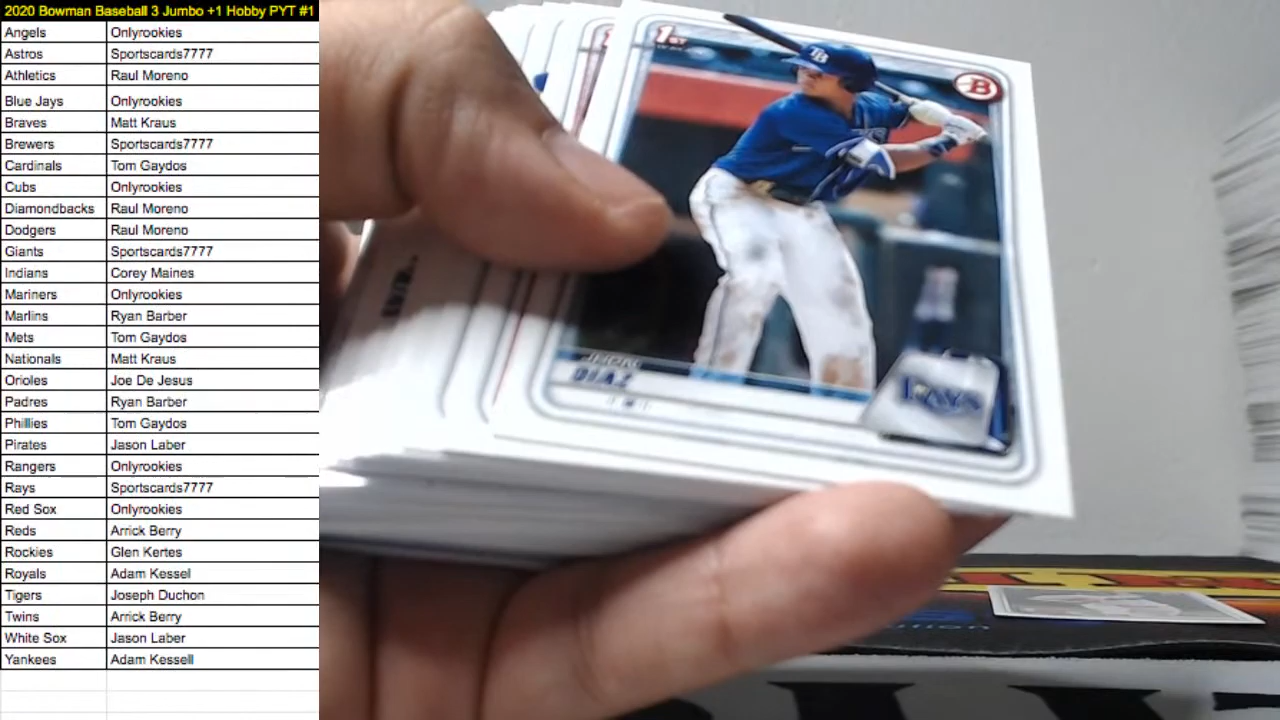 2020 Bowman Baseball 3 Jumbo +1 Hobby PYT #1
Angels Onlyrookies
Astros Sportscards7777
Athletics Raul Moreno
Blue Jays Onlyrookies
Braves Matt Kraus
Brewers Sportscards7777
Cardinals Tom Gaydos
Cubs Onlyrookies
Diamondbacks Raul Moreno
Dodgers Raul Moreno
Giants Sportscards7777
Indians Corey Maines
Mariners Onlyrookies
Marlins Ryan Barber
Mets Tom Gaydos
Nationals Matt Kraus
Orioles Joe De Jesus
Padres Ryan Barber
Phillies Tom Gaydos
Pirates Jason Laber
Rangers Onlyrookies
Rays Sportscards7777
Red Sox Onlyrookies
Reds Arrick Berry
Rockies Glen Kertes
Royals Adam Kessel
Tigers Joseph Duchon
Twins Arrick Berry
White Sox Jason Laber
Yankees Adam Kessell
1ST
TB
B
DIAZ
RAYS